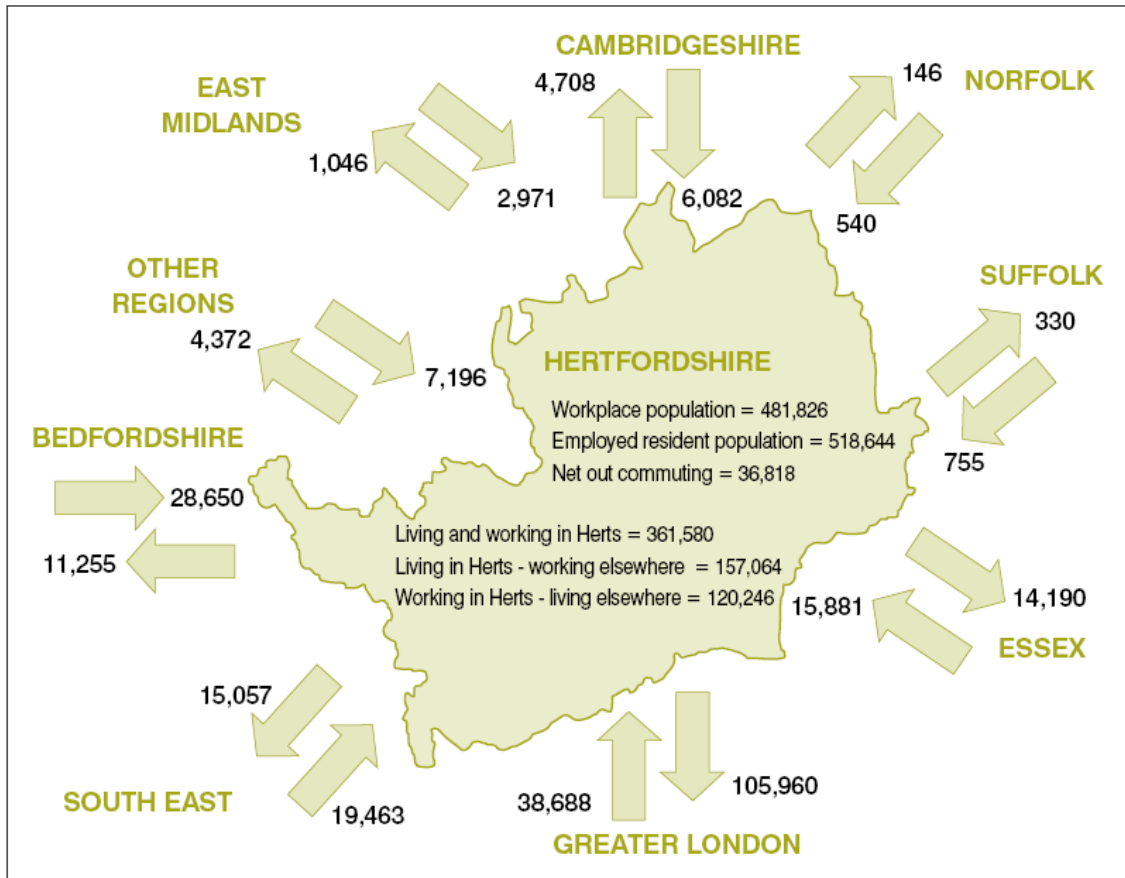 CAMBRIDGESHIRE
4,708
6,082
146
NORFOLK
540
EAST
MIDLANDS
1,046
2,971
OTHER
REGIONS
4,372
7,196
SUFFOLK
330
755
HERTFORDSHIRE
Workplace population = 481,826
Employed resident population = 518,644
Net out commuting = 36,818
BEDFORDSHIRE
28,650
11,255
Living and working in Herts = 361,580
Living in Herts - working elsewhere = 157,064
Working in Herts - living elsewhere = 120,246
15,881
14,190
ESSEX
15,057
SOUTH EAST
19,463
38,688
105,960
GREATER LONDON